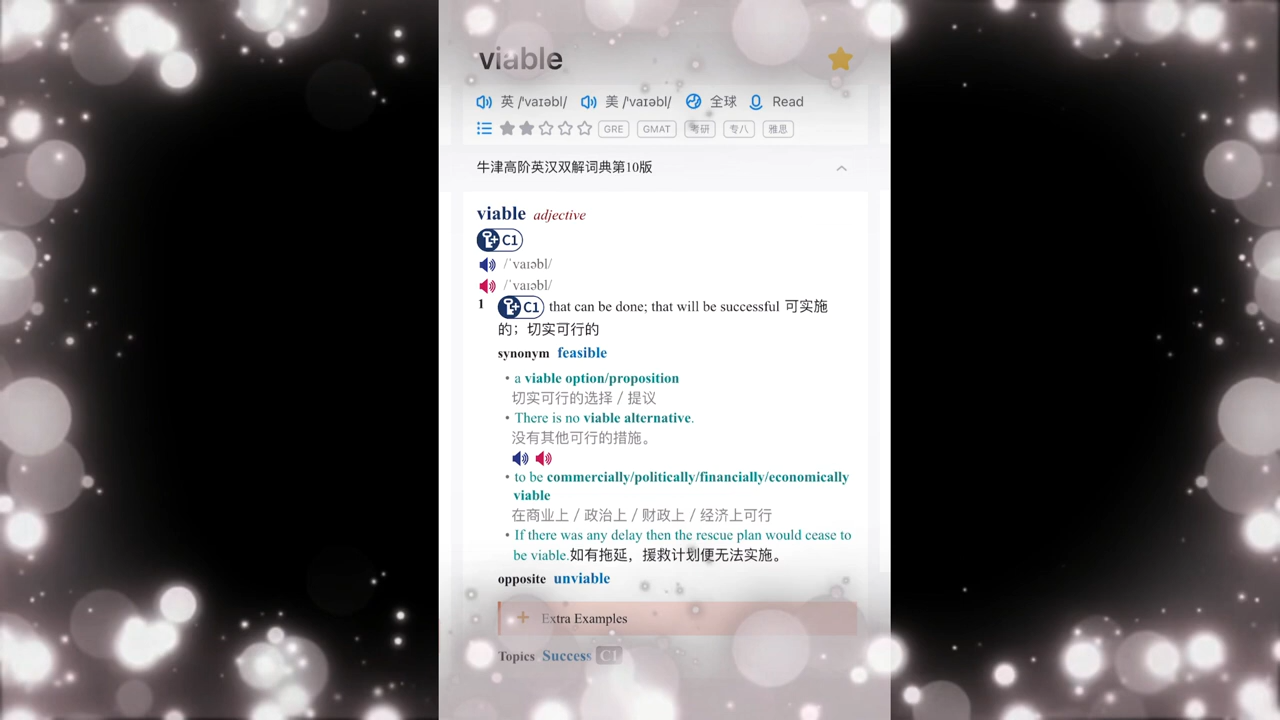 viable
英 /'vaɪəbl/ 美 /'vaɪəbl/ 全球 Read
GRE GMAT 考研 专八 雅思
牛津高阶英汉双解词典第10版
viable adjective
C1
/ˈvaɪəbl/
/ˈvaɪəbl/
1 C1 that can be done; that will be successful 可实施
的；切实可行的
synonym feasible
• a viable option/proposition
切实可行的选择 / 提议
• There is no viable alternative.
没有其他可行的措施。
• to be commercially/politically/financially/economically
viable
在商业上 / 政治上 / 财政上 / 经济上可行
• If there was any delay then the rescue plan would cease to
be viable.如有拖延，援救计划便无法实施。
opposite unviable
+ Extra Examples
Topics Success C1